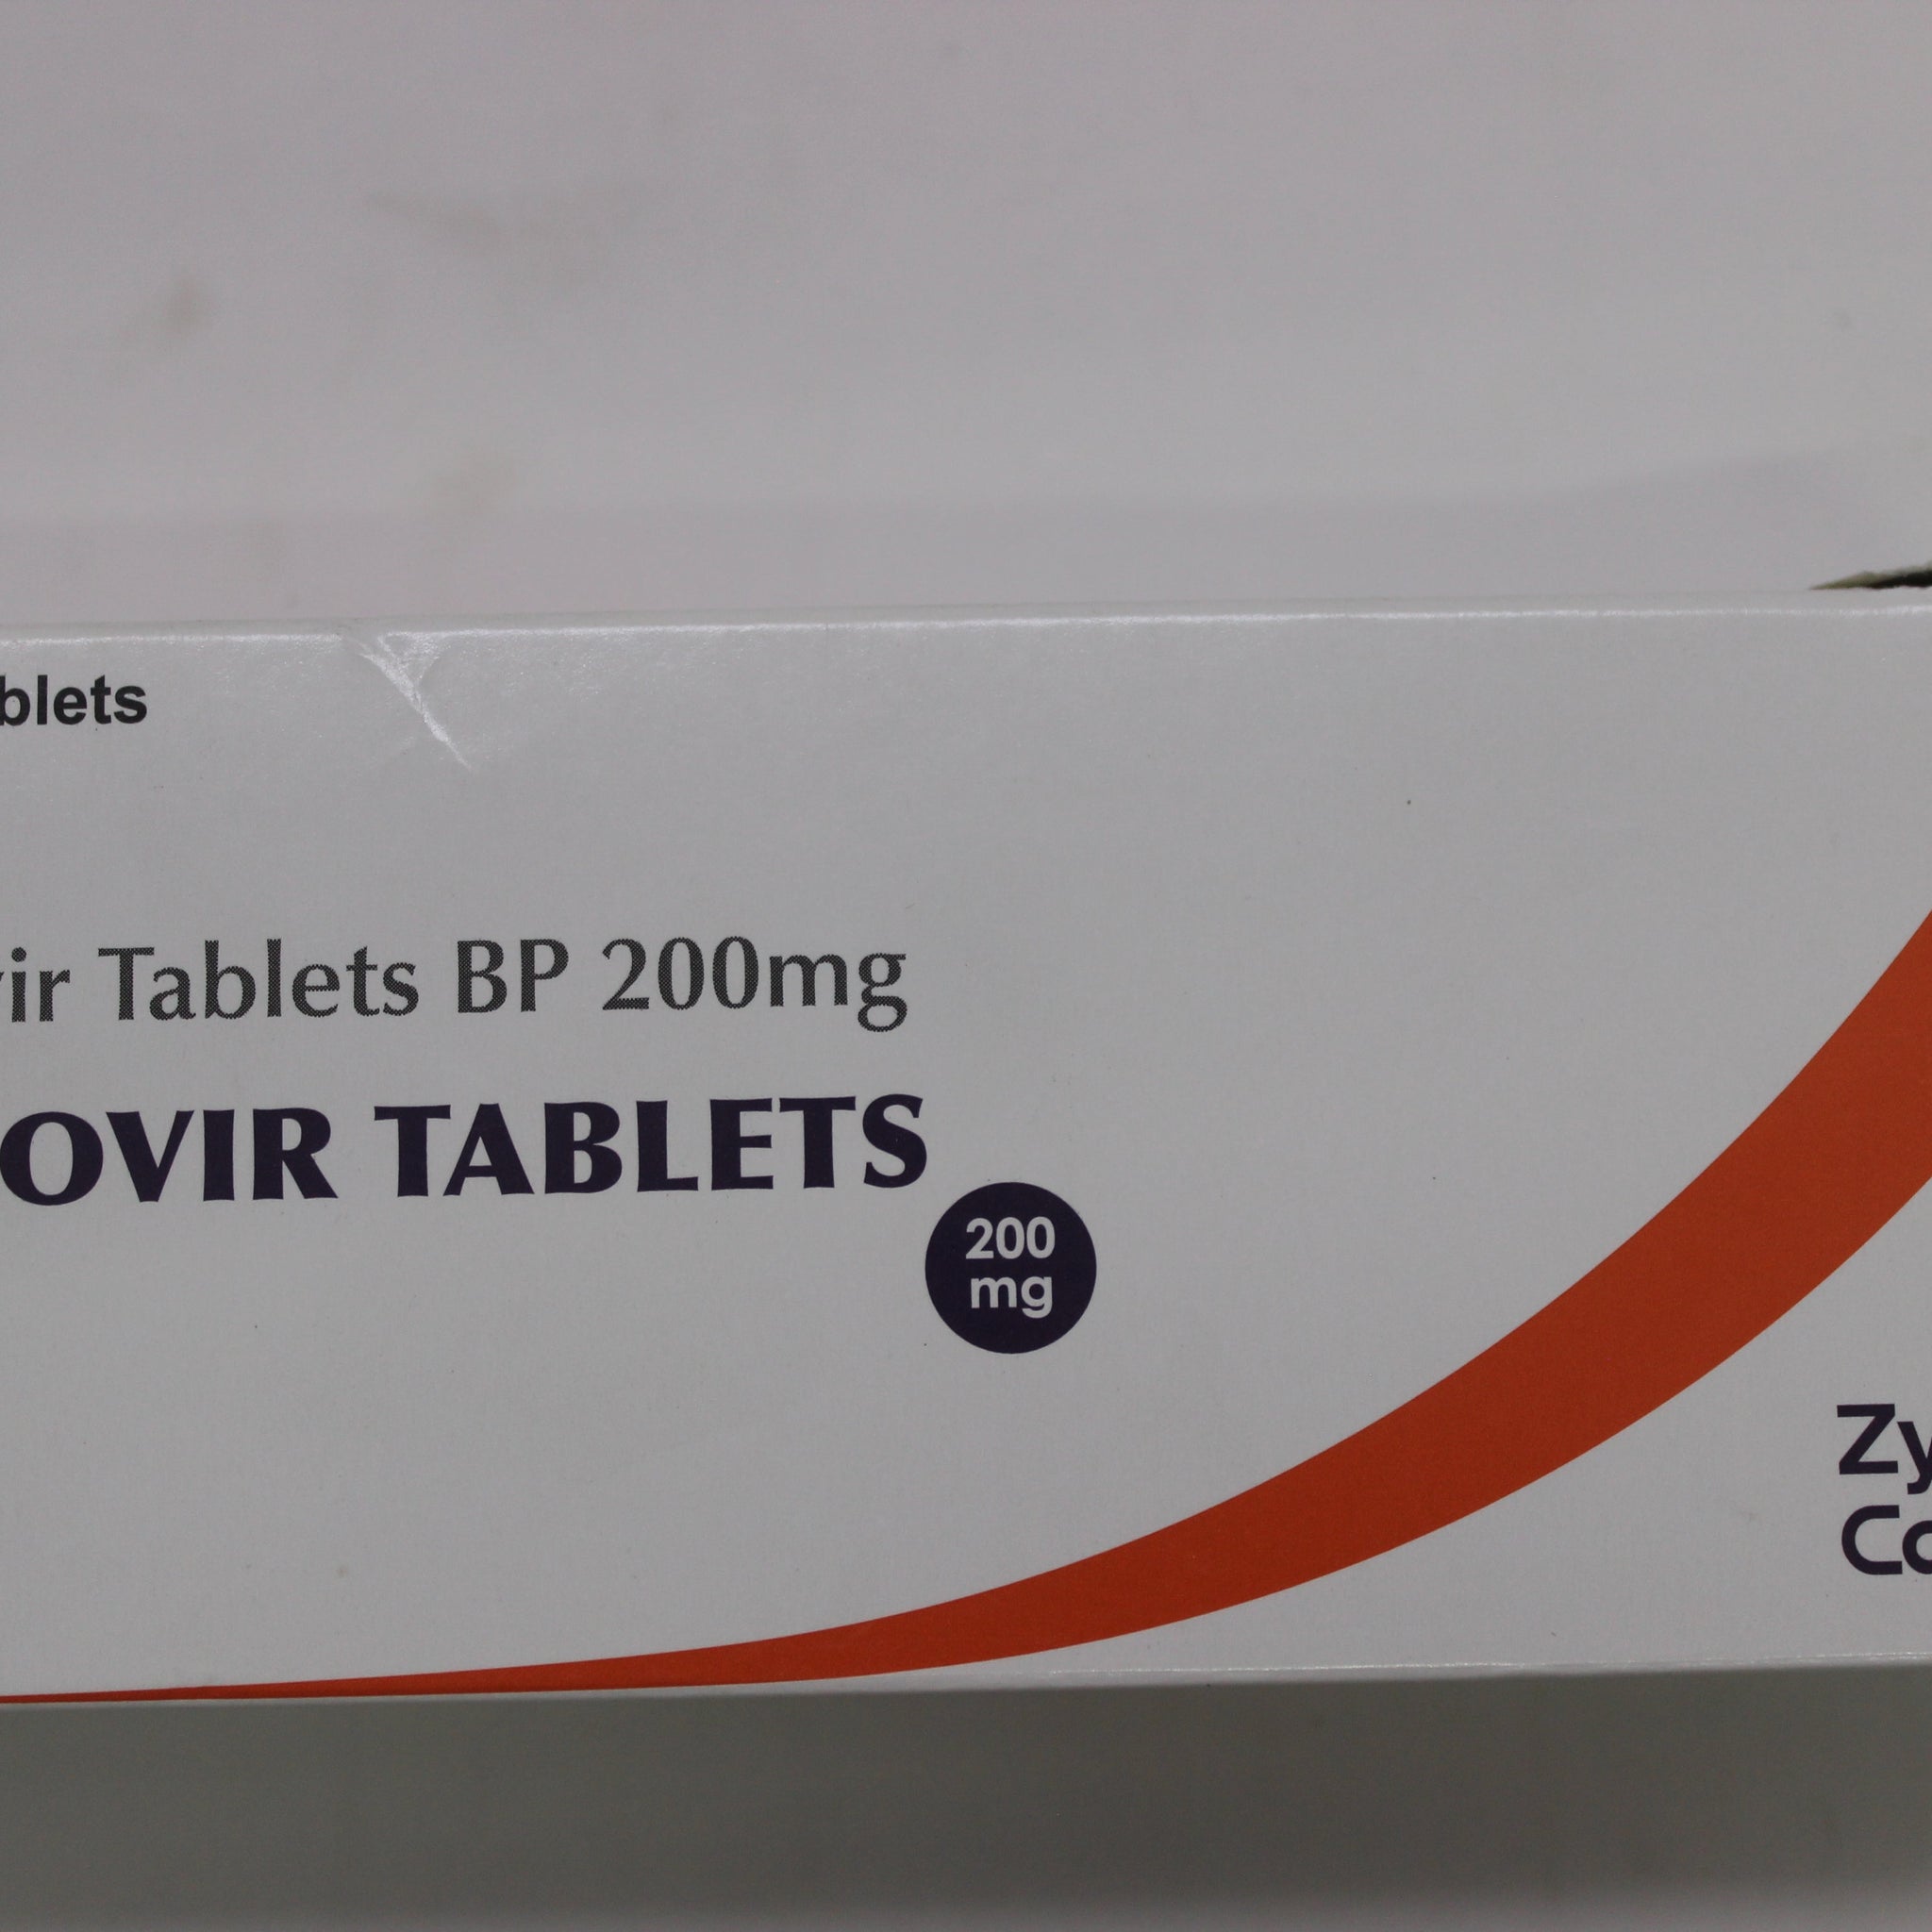 blets
vir Tablets BP 200mg
OVIR TABLETS
200
mg
Zy
Co